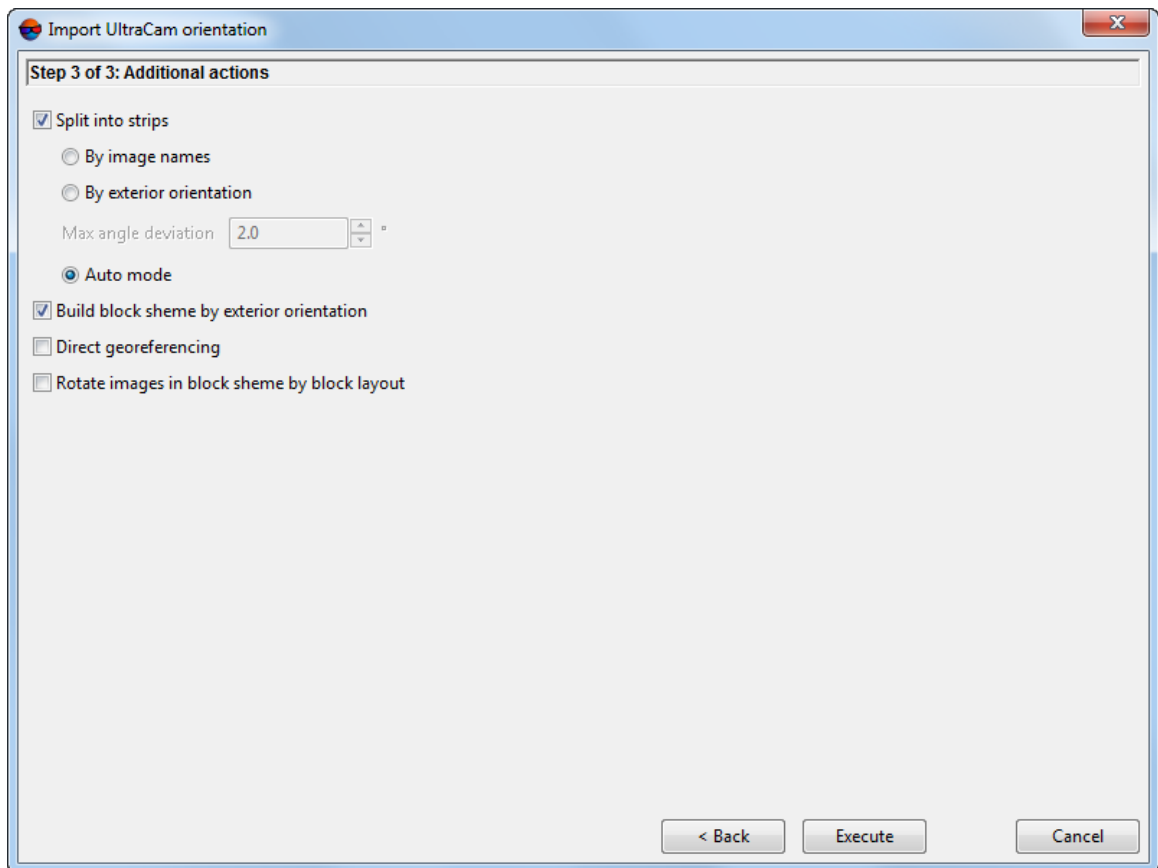 Import UltraCam orientation
Step 3 of 3: Additional actions
Split into strips
By image names
By exterior orientation
Max angle deviation 2.0 °
Auto mode
Build block sheme by exterior orientation
Direct georeferencing
Rotate images in block sheme by block layout
< Back Execute Cancel